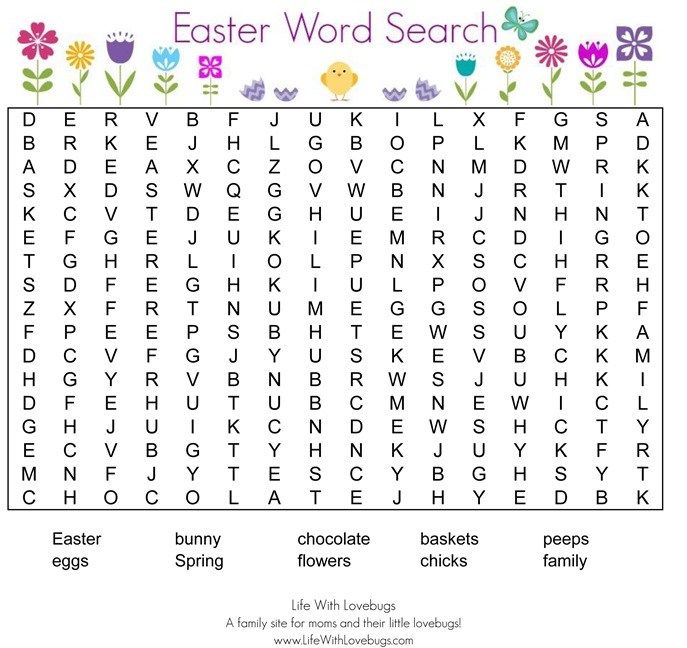 Easter Word Search
D E R V B F J U K I L X F G S A
B R K E J H L G B O P L K M P D
A D E A X C Z O V C N M D W R K
S X D S W Q G V W B N J R T I K
K C V T D E G H U E I J N H N T
E F G E J U K I E M R C D I G O
T G H R L I O L P N X S C H R E
S D F E G H K I U L P O V F R H
Z X F R T N U M E G G S O L P F
F P E E P S B H T E W S U Y K A
D C V F G J Y U S K E V B C K M
H G Y R V B N B R W S J U H K I
D F E H U T U B C M N E W I C L
G H J U I K C N D E W S H C T Y
E C V B G T Y H N K J U Y K F R
M N F J Y T E S C Y B G H S Y T
C H O C O L A T E J H Y E D B K
Easter bunny chocolate baskets peeps
eggs Spring flowers chicks family
Life With Lovebugs
A family site for moms and their little lovebugs!
www.LifeWithLovebugs.com